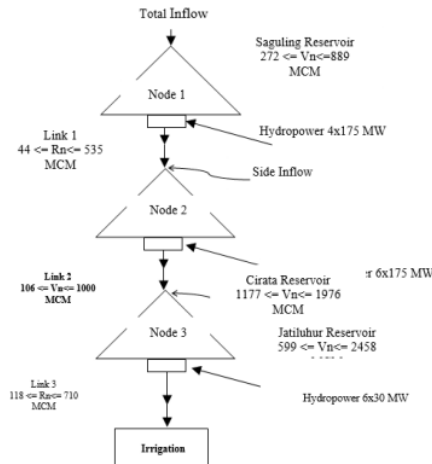 Total Inflow
Saguling Reservoir
272 <= Vn<=889
MCM
Node 1
Hydropower 4x175 MW
Link 1
44 <= Rn<= 535
MCM
Side Inflow
Node 2
Link 2
106 <= Vn<= 1000
MCM
r 6x175 MW
Cirata Reservoir
1177 <= Vn<= 1976
MCM
Node 3
Jatiluhur Reservoir
599 <= Vn<= 2458
Link 3
118 <= Rn<= 710
MCM
Hydropower 6x30 MW
Irrigation